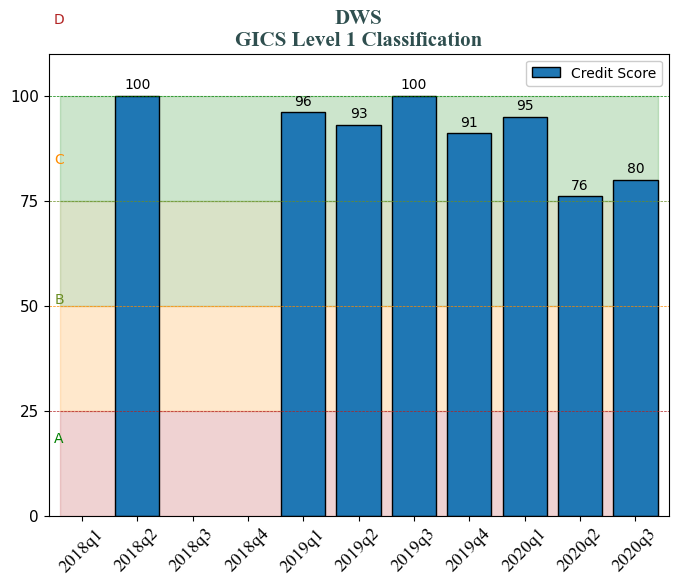 D
DWS
GICS Level 1 Classification
Credit Score
100
100
96
93
100
91
95
76
80
C
75
B
50
25
A
0
2018q1
2018q2
2018q3
2018q4
2019q1
2019q2
2019q3
2019q4
2020q1
2020q2
2020q3